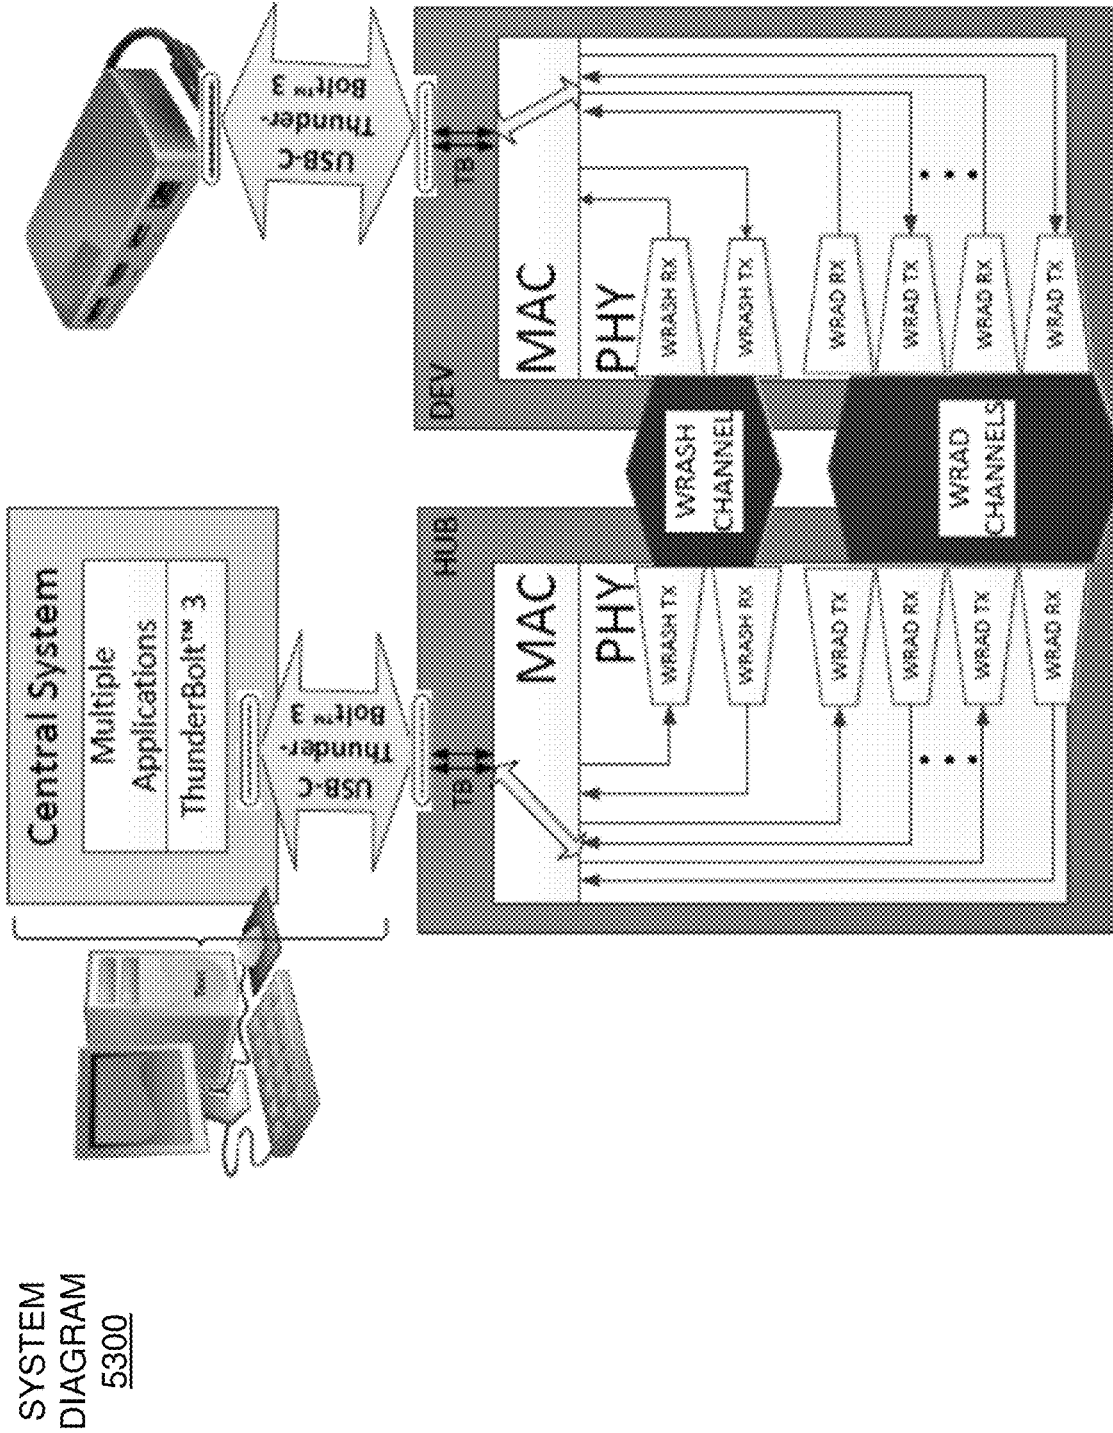 SYSTEM
DIAGRAM
5300
Central System
Multiple
Applications
ThunderBolt™ 3
USB-C
Thunder-
Bolt™ 3
USB-C
Thunder-
Bolt™ 3
HUB
TB
MAC
PHY
WRASH TX
WRASH RX
WRAD TX
WRAD RX
WRAD TX
WRAD RX
WRASH
CHANNEL
WRAD
CHANNELS
DEV
TB
MAC
PHY
WRASH RX
WRASH TX
WRAD RX
WRAD TX
WRAD RX
WRAD TX